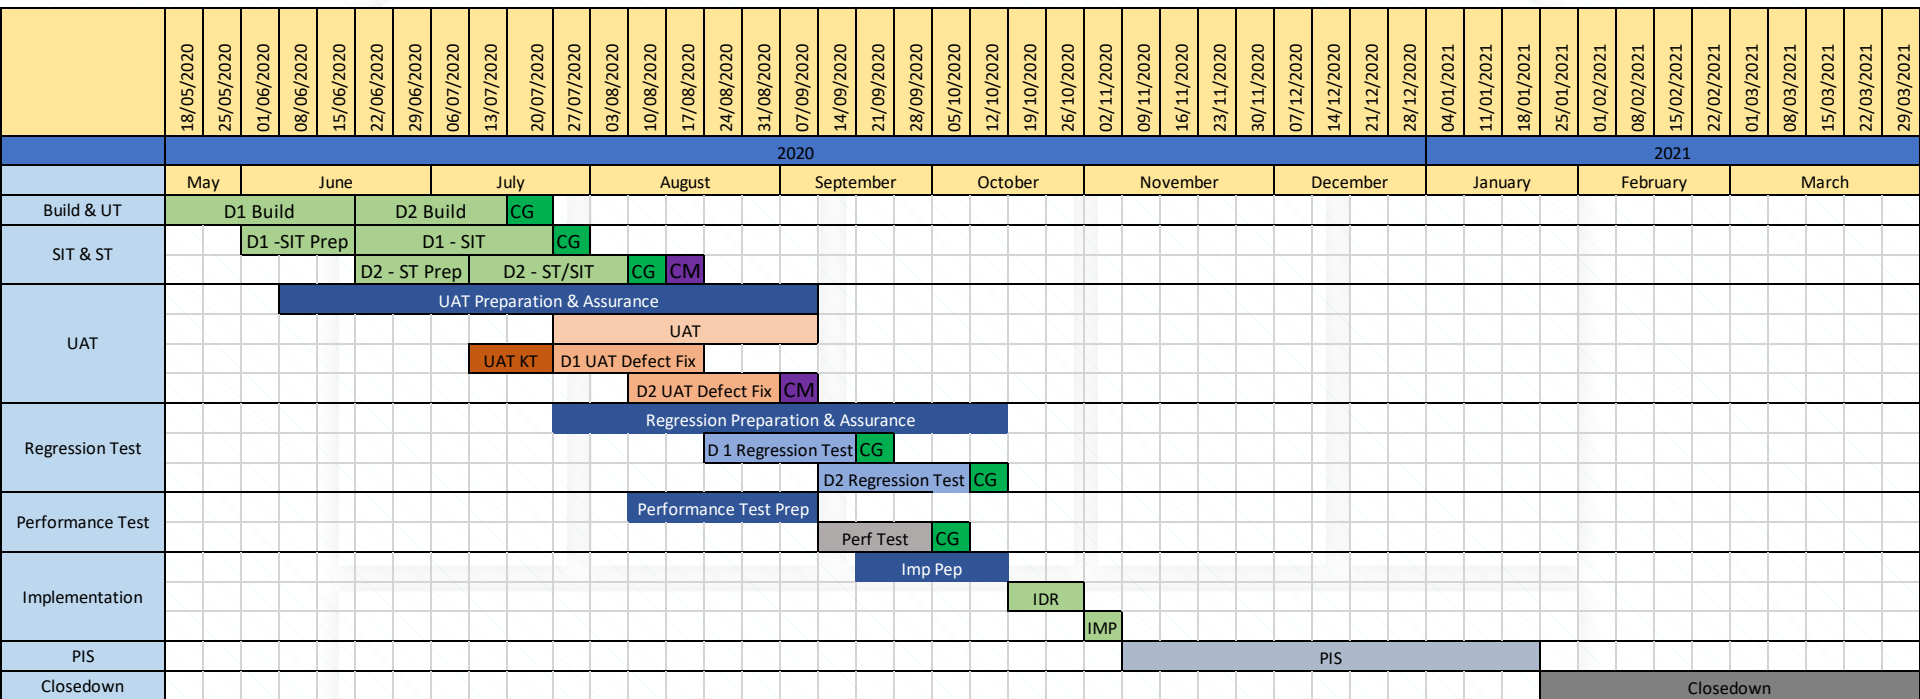 18/05/2020
25/05/2020
01/06/2020
08/06/2020
15/06/2020
22/06/2020
29/06/2020
06/07/2020
13/07/2020
20/07/2020
27/07/2020
03/08/2020
10/08/2020
17/08/2020
24/08/2020
31/08/2020
07/09/2020
14/09/2020
21/09/2020
28/09/2020
05/10/2020
12/10/2020
19/10/2020
26/10/2020
02/11/2020
09/11/2020
16/11/2020
23/11/2020
30/11/2020
07/12/2020
14/12/2020
21/12/2020
28/12/2020
04/01/2021
11/01/2021
18/01/2021
25/01/2021
01/02/2021
08/02/2021
15/02/2021
22/02/2021
01/03/2021
08/03/2021
15/03/2021
22/03/2021
29/03/2021
2020 2021
May June July August September October November December January February March
Build & UT D1 Build D2 Build CG
SIT & ST
D1 -SIT Prep D1 - SIT CG
D2 - ST Prep D2 - ST/SIT CG CM
UAT
UAT Preparation & Assurance
UAT
UAT KT D1 UAT Defect Fix
D2 UAT Defect Fix CM
Regression Test
Regression Preparation & Assurance
D 1 Regression Test CG
D2 Regression Test CG
Performance Test
Performance Test Prep
Perf Test CG
Implementation
Imp Pep
IDR
IMP
PIS PIS
Closedown Closedown